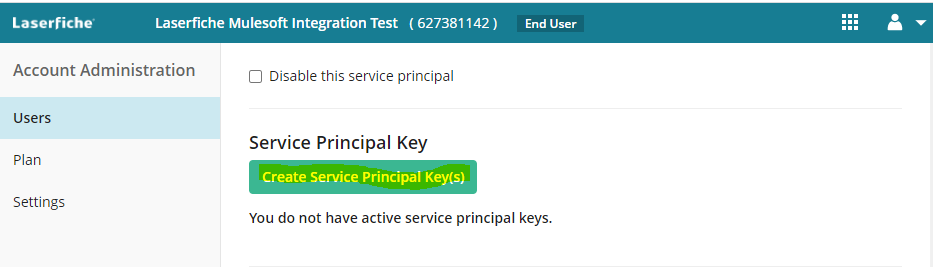 Laserfiche Laserfiche Mulesoft Integration Test ( 627381142 ) End User
Account Administration
Users
Plan
Settings
Disable this service principal
Service Principal Key
Create Service Principal Key(s)
You do not have active service principal keys.